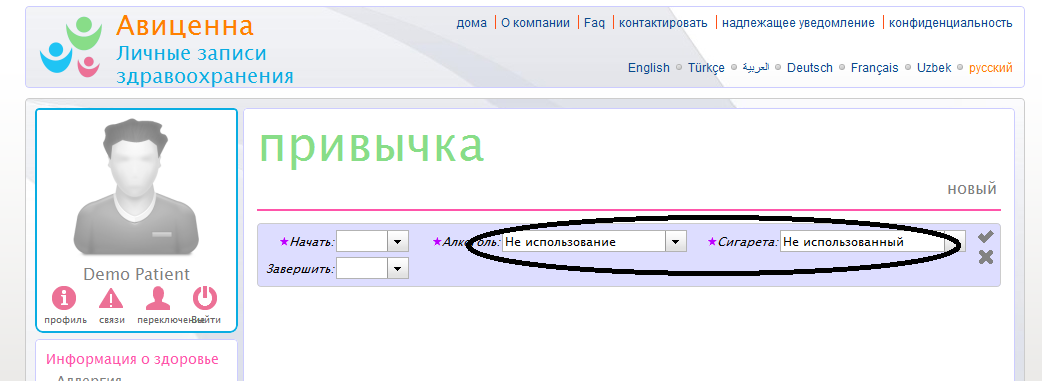 Авиценна
Личные записи
здравоохранения
дома | О компании | Faq | контактировать | надлежащее уведомление | конфиденциальность
English Türkçe العربية Deutsch Français Uzbek русский
Demo Patient
профиль связи переключение Выйти
Информация о здоровье
Аллергия
привычка
новый
★Начать: ★Алкоголь: Не использование ★Сигарета: Не использованный
Завершить: